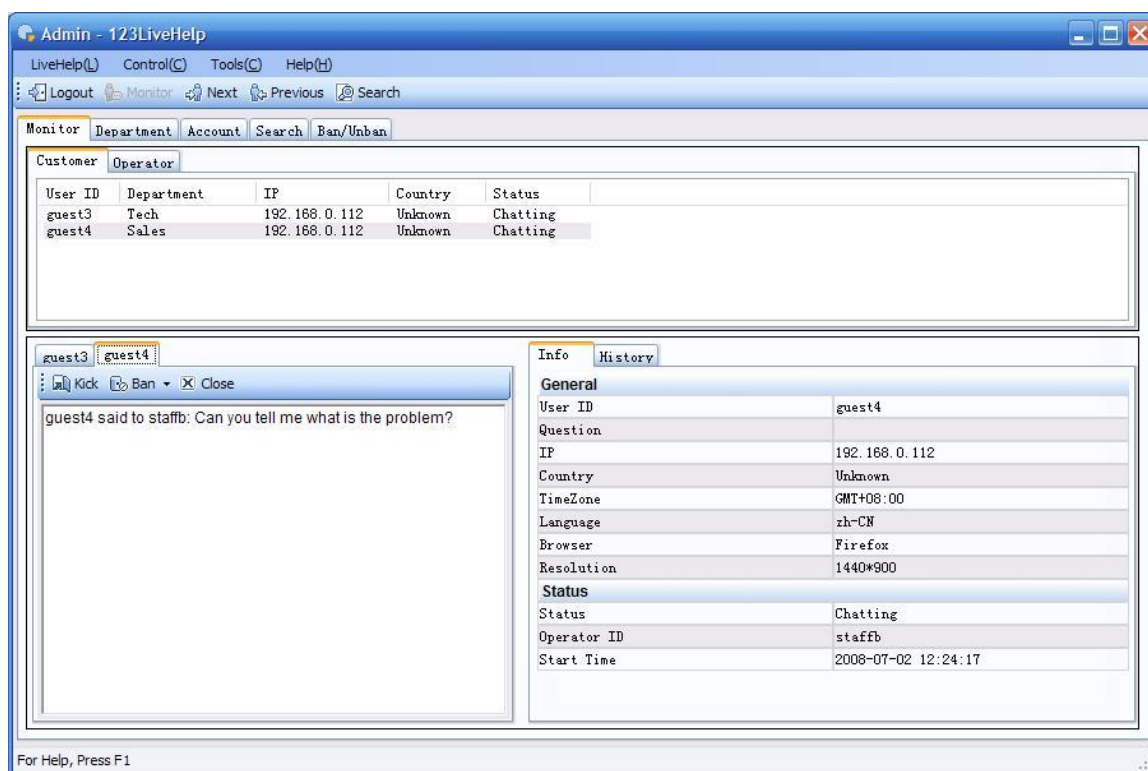 Admin - 123LiveHelp
LiveHelp(L) Control(C) Tools(C) Help(H)
Logout Monitor Next Previous Search
Monitor Department Account Search Ban/Unban
Customer Operator
User ID Department IP Country Status
guest3 Tech 192.168.0.112 Unknown Chatting
guest4 Sales 192.168.0.112 Unknown Chatting
guest3 guest4
Kick Ban Close
guest4 said to staffb: Can you tell me what is the problem?
Info History
General
User ID guest4
Question
IP 192.168.0.112
Country Unknown
TimeZone GMT+08:00
Language zh-CN
Browser Firefox
Resolution 1440*900
Status
Status Chatting
Operator ID staffb
Start Time 2008-07-02 12:24:17
For Help, Press F1